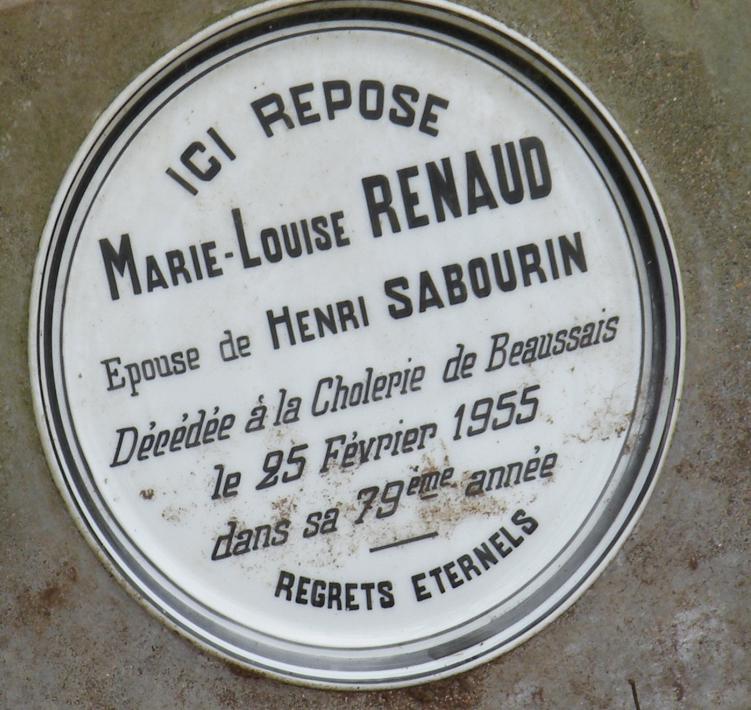 ICI REPOSE
MARIE-LOUISE RENAUD
Epouse de HENRI SABOURIN
Décédée à la Cholerie de Beaussais
le 25 Février 1955
dans sa 79ème année
REGRETS ETERNELS